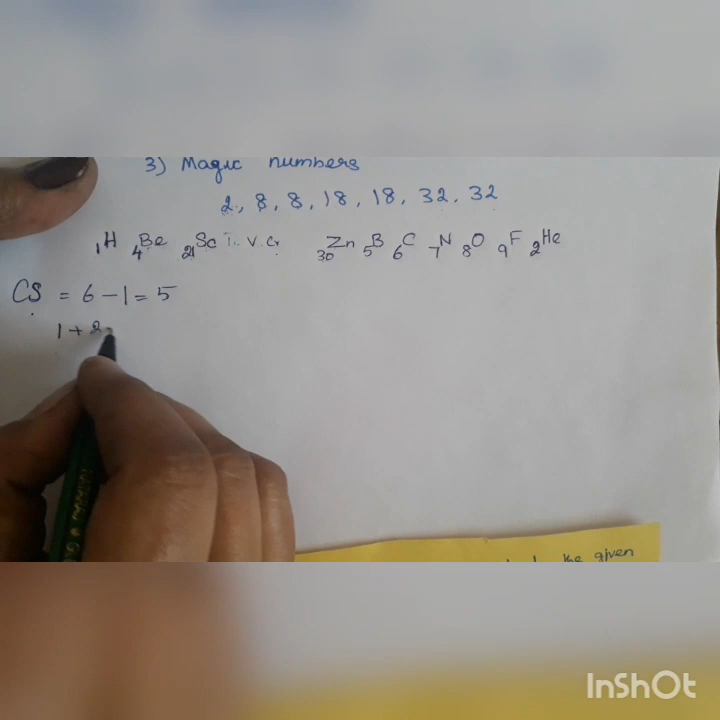 3) Magic numbers
2, 8, 8, 18, 18, 32, 32
1H 4Be 21Sc Ti V Cr 30Zn 5B 6C 7N 8O 9F 2He
CS = 6 - 1 = 5
1 + 2
the given
InShOt